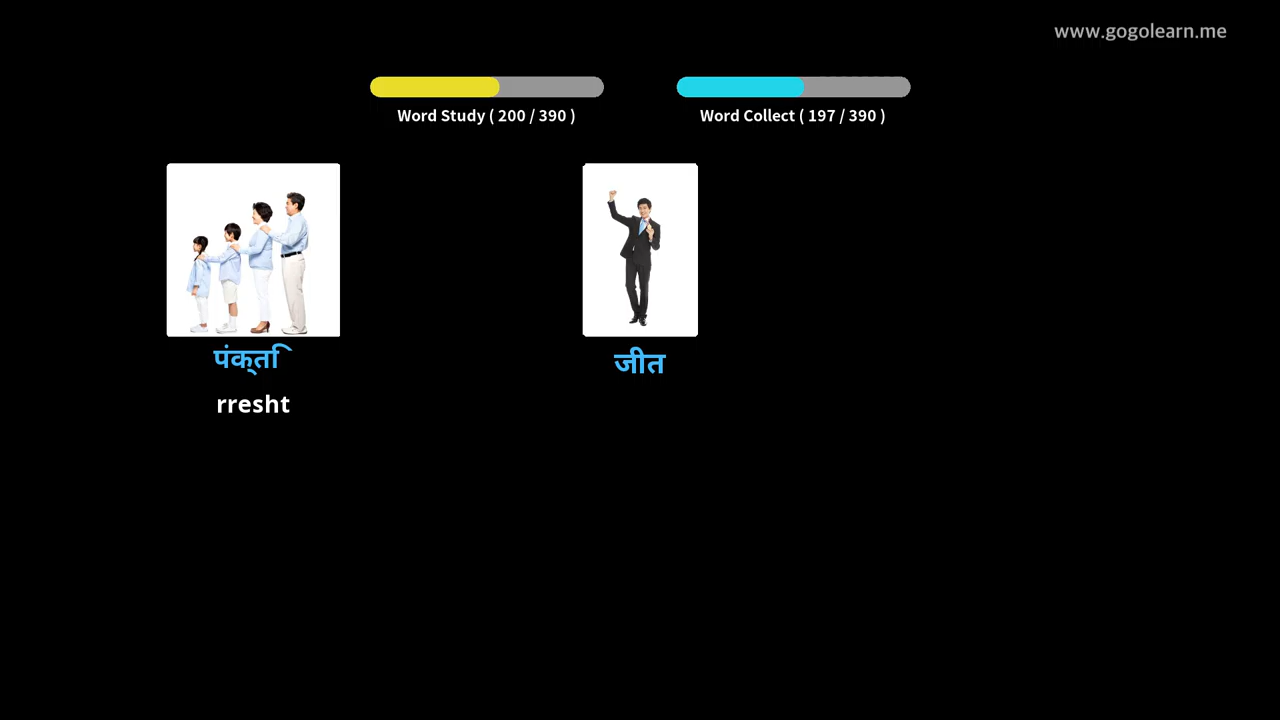 www.gogolearn.me
Word Study ( 200 / 390 )
Word Collect ( 197 / 390 )
पंक्ति
जीत
rresht